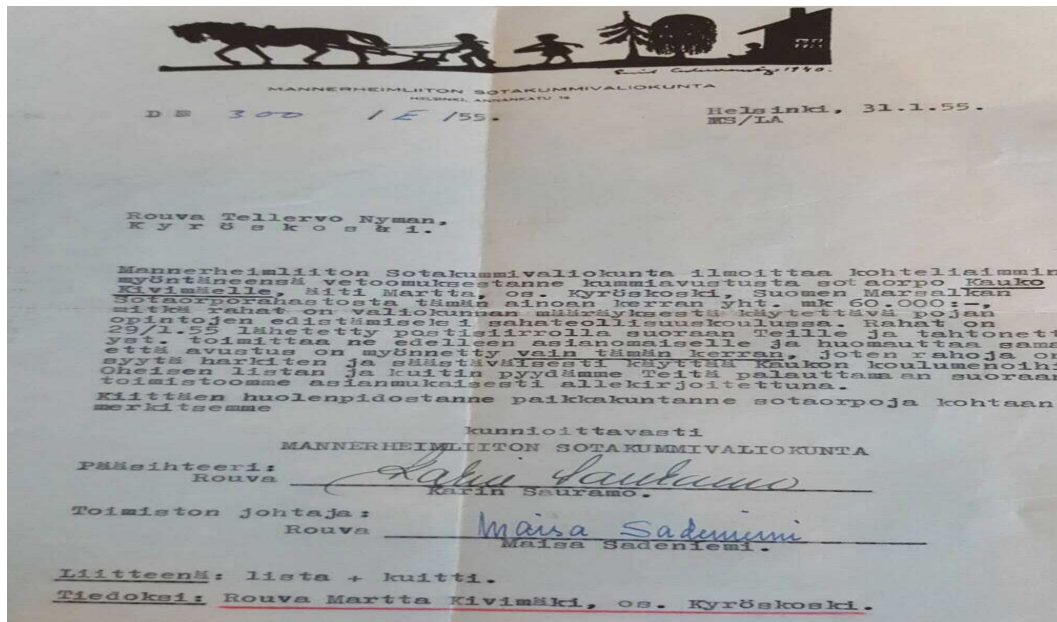 1940.
MANNERHEIMLIITON SOTAKUMMIVALIOKUNTA
HELSINKI, ANNANKATU 18
D B 300 / E /55.
Helsinki, 31.1.55.
MS/LA
Rouva Tellervo Nyman,
K y r ö s k o s k i.
Mannerheimliiton Sotakummivaliokunta ilmoittaa kohteliaimmin
myöntäneensä vetoomuksestanne kummiavustusta sotaorpo Kauko
Kivimäelle, äiti Martta, os. Kyröskoski, Suomen Marsalkan
Sotaorporahastosta tämän ainoan kerran yht. mk 60.000:—
mitkä rahat on valiokunnan määräyksestä käytettävä pojan
opintojen edistämiseksi sahateollisuuskoulussa. Rahat on
29/1.55 lähetetty postisiirrolla suoraan Teille ja tahtoneti
yst. toimittaa ne edelleen asianomaiselle ja huomauttaa sama
että avustus on myönnetty vain tämän kerran, joten rahoja on
syytä harkiten ja säästäväisesti käyttää Kaukon koulumenoihi
Oheisen listan ja kuitin pyydämme Teitä palauttamaan suoraan
toimistoomme asianmukaisesti allekirjoitettuna.
Kiittäen huolenpidostanne paikkakuntanne sotaorpoja kohtaan
merkitsemme
kunnioittavasti
MANNERHEIMLIITON SOTAKUMMIVALIOKUNTA
Pääsihteeri:
Rouva Karin Sauramo
Karin Sauramo.
Toimiston johtaja:
Rouva Maisa Sadeniemi
Maisa Sadeniemi.
Liitteenä: lista + kuitti.
Tiedoksi: Rouva Martta Kivimäki, os. Kyröskoski.